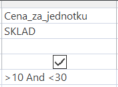 Cena_za_jednotku
SKLAD
>10 And <30